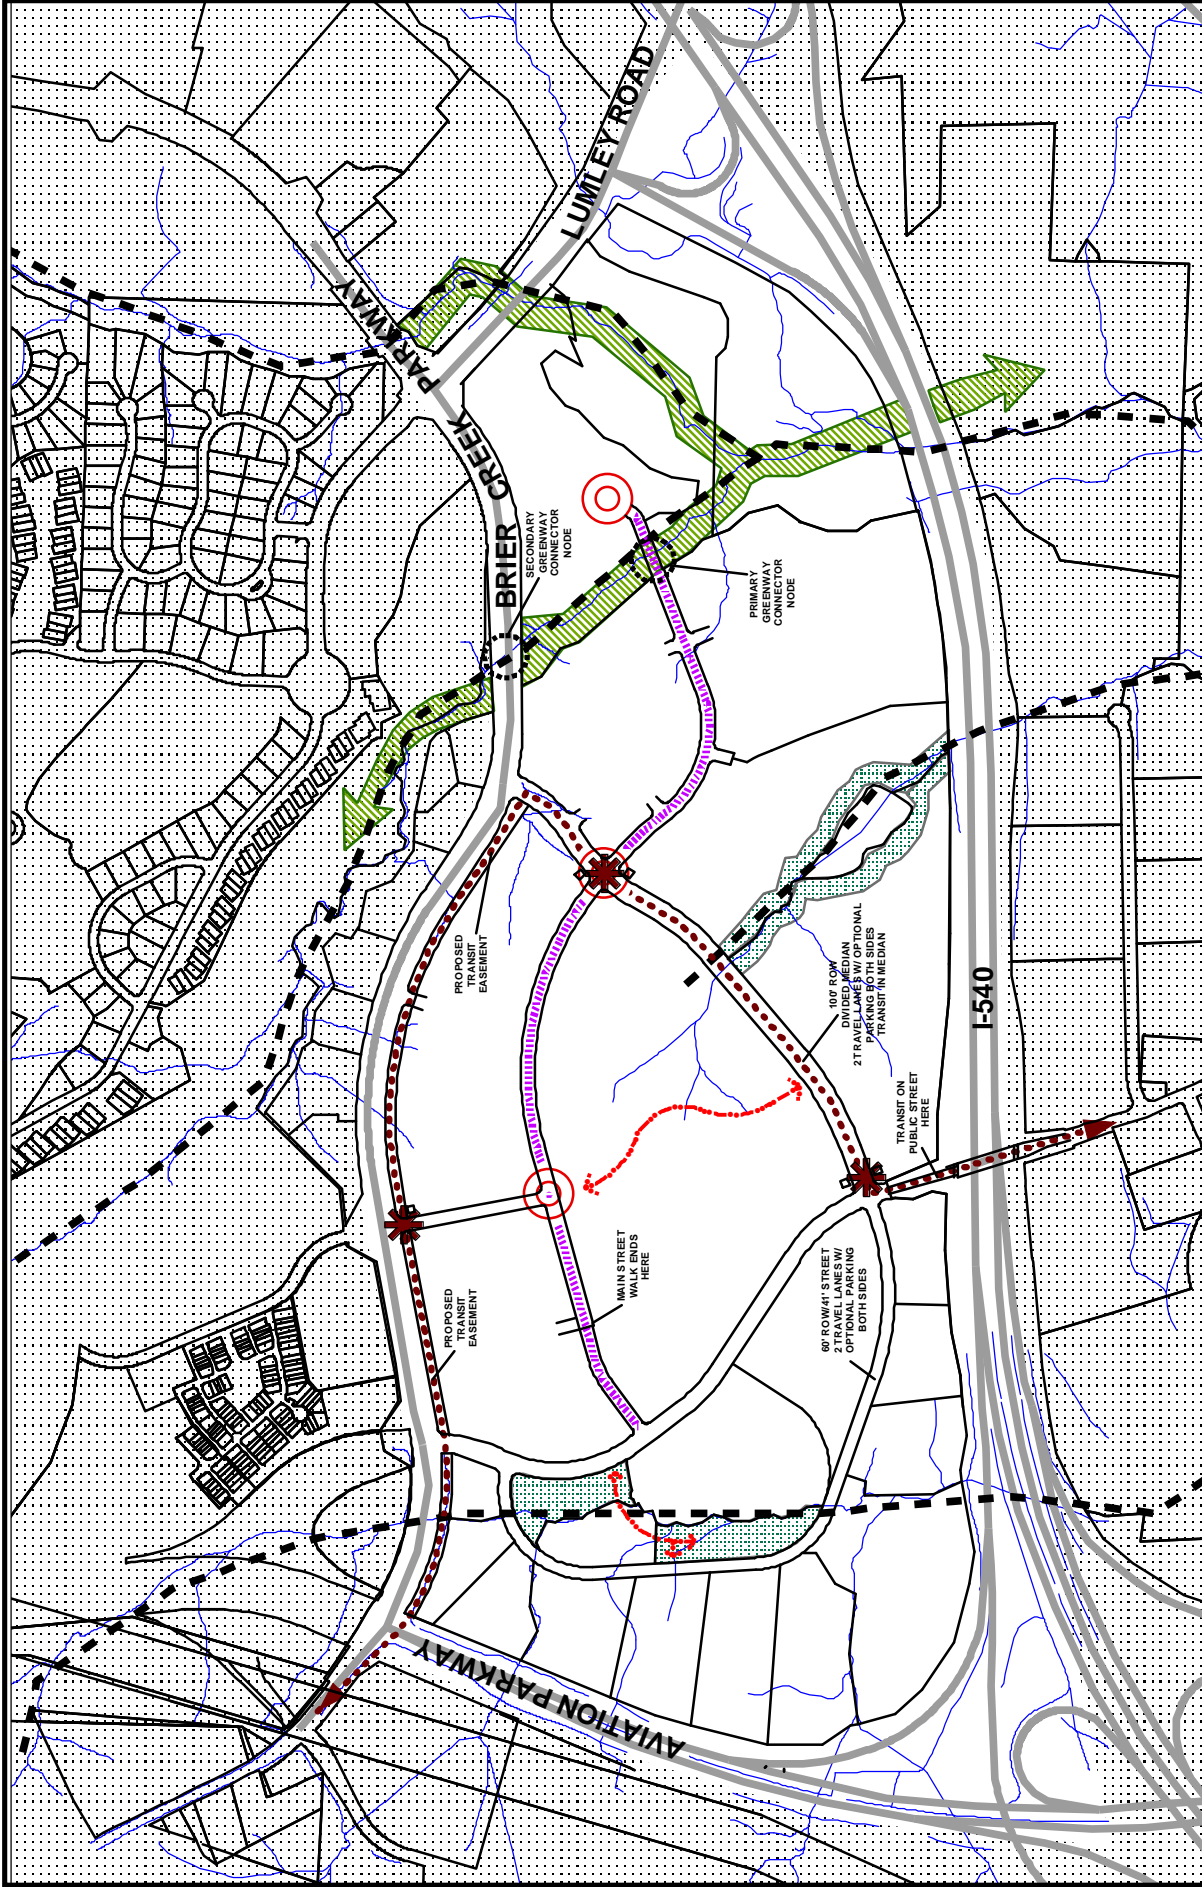 LUMLEY ROAD
BRIER CREEK PARKWAY
SECONDARY
GREENWAY
CONNECTOR
NODE
PRIMARY
GREENWAY
CONNECTOR
NODE
PROPOSED
TRANSIT
EASEMENT
100' ROW
DIVIDED MEDIAN
2 TRAVEL LANES W/ OPTIONAL
PARKING BOTH SIDES
TRANSIT IN MEDIAN
I-540
TRANSIT ON
PUBLIC STREET
HERE
MAIN STREET
WALK ENDS
HERE
60' ROW/41' STREET
2 TRAVEL LANES W/
OPTIONAL PARKING
BOTH SIDES
PROPOSED
TRANSIT
EASEMENT
AVIATION PARKWAY